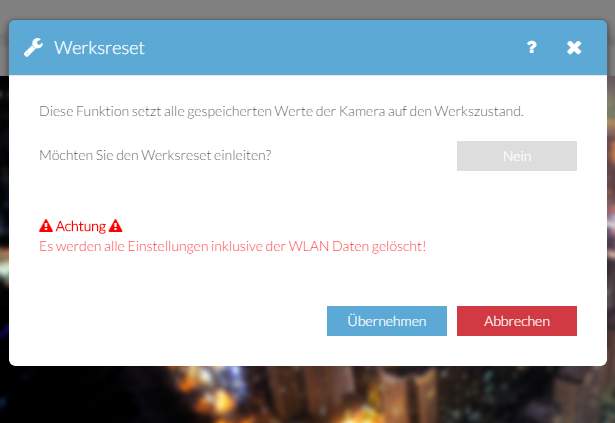 Werksreset ?
Diese Funktion setzt alle gespeicherten Werte der Kamera auf den Werkszustand.
Möchten Sie den Werksreset einleiten? Nein
Achtung
Es werden alle Einstellungen inklusive der WLAN Daten gelöscht!
Übernehmen Abbrechen